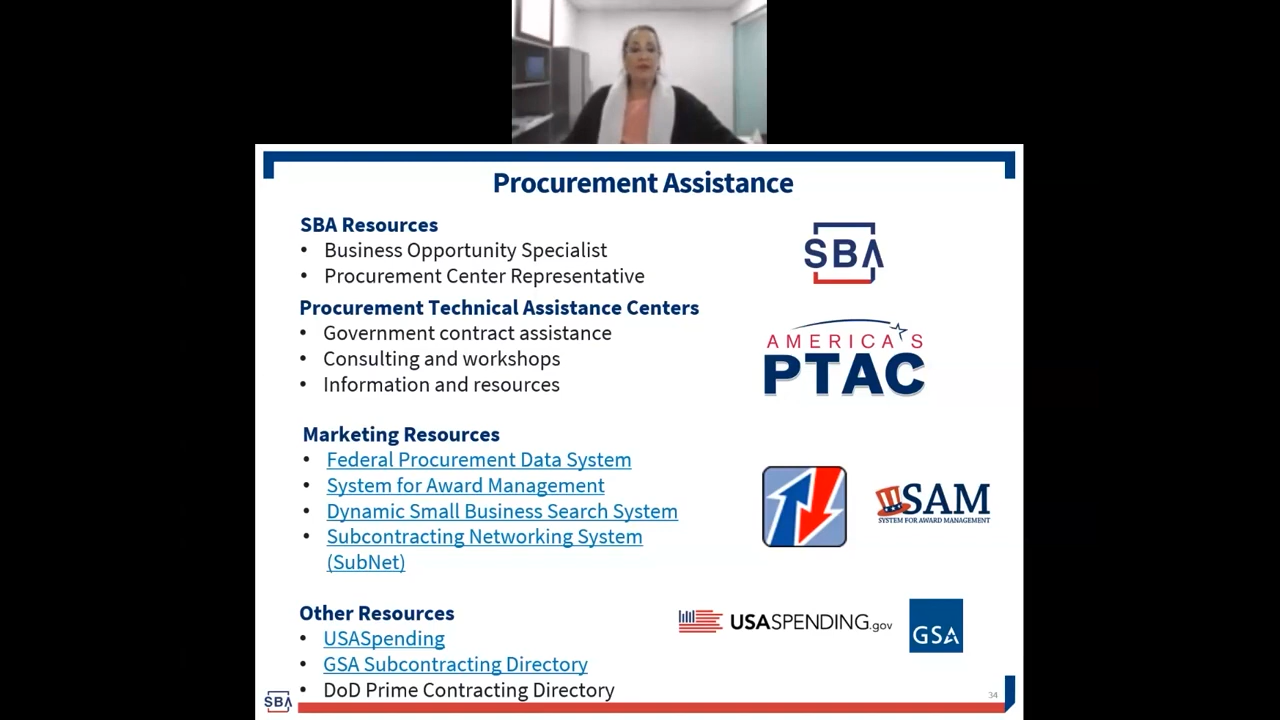 Procurement Assistance
SBA Resources
• Business Opportunity Specialist
• Procurement Center Representative
SBA
Procurement Technical Assistance Centers
• Government contract assistance
• Consulting and workshops
• Information and resources
AMERICA'S
PTAC
Marketing Resources
• Federal Procurement Data System
• System for Award Management
• Dynamic Small Business Search System
• Subcontracting Networking System
(SubNet)
SAM
SYSTEM FOR AWARD MANAGEMENT
Other Resources
• USASpending
• GSA Subcontracting Directory
• DoD Prime Contracting Directory
USASPENDING.gov
GSA
SBA
34